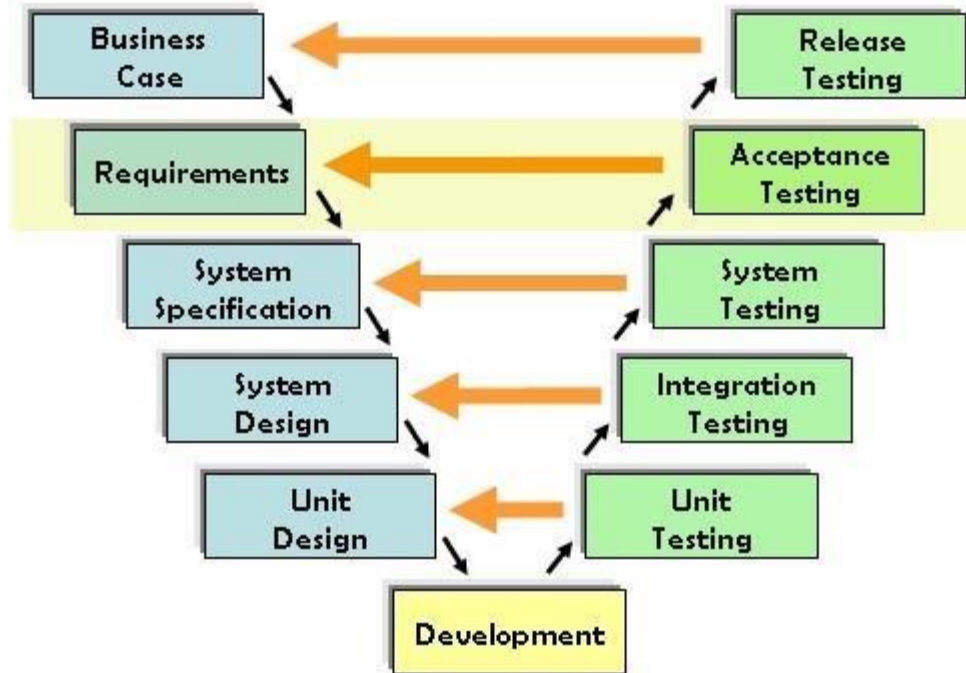 Business
Case
Release
Testing
Requirements
Acceptance
Testing
System
Specification
System
Testing
System
Design
Integration
Testing
Unit
Design
Unit
Testing
Development